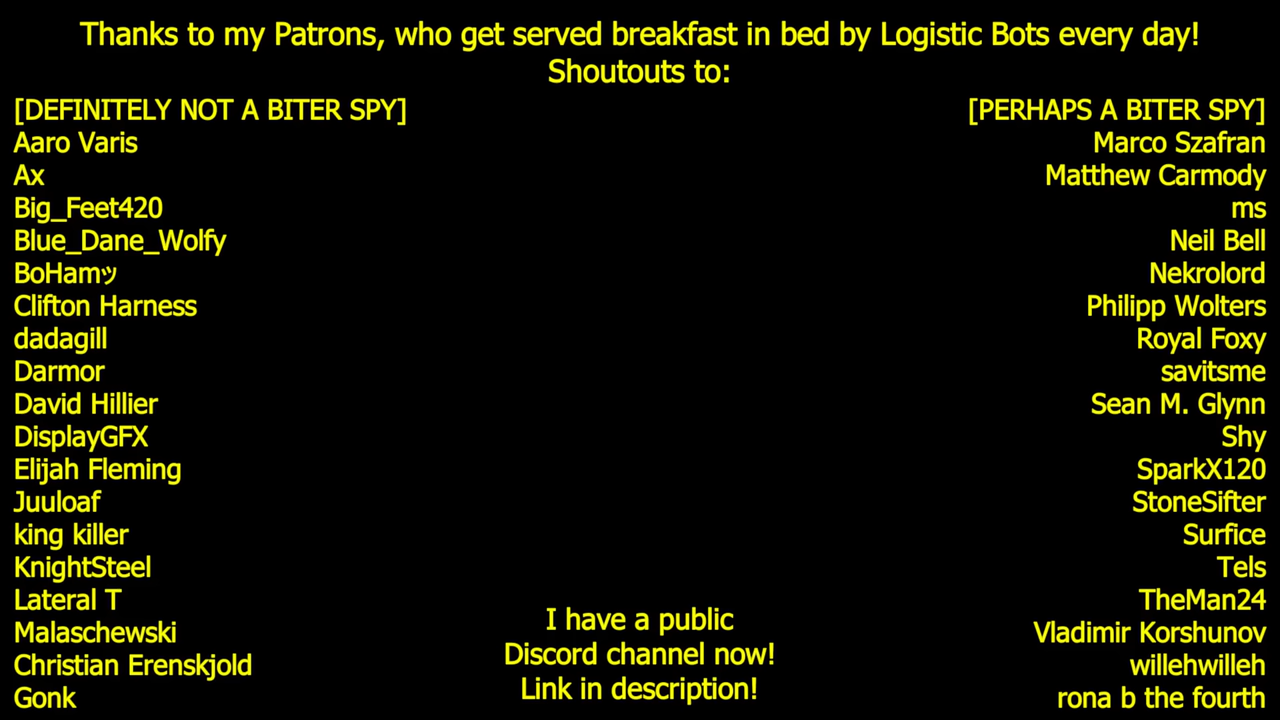 Thanks to my Patrons, who get served breakfast in bed by Logistic Bots every day!
Shoutouts to:
[DEFINITELY NOT A BITER SPY]
Aaro Varis
Ax
Big_Feet420
Blue_Dane_Wolfy
BoHamッ
Clifton Harness
dadagill
Darmor
David Hillier
DisplayGFX
Elijah Fleming
Juuloaf
king killer
KnightSteel
Lateral T
Malaschewski
Christian Erenskjold
Gonk
I have a public
Discord channel now!
Link in description!
[PERHAPS A BITER SPY]
Marco Szafran
Matthew Carmody
ms
Neil Bell
Nekrolord
Philipp Wolters
Royal Foxy
savitsme
Sean M. Glynn
Shy
SparkX120
StoneSifter
Surfice
Tels
TheMan24
Vladimir Korshunov
willehwilleh
rona b the fourth